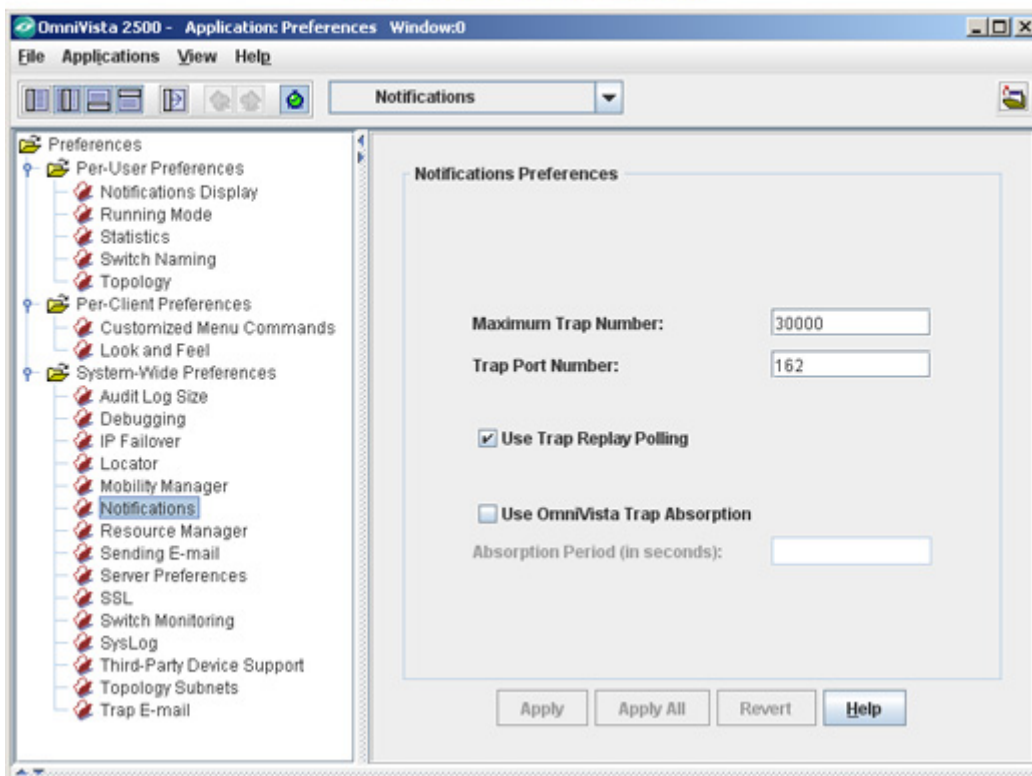 OmniVista 2500 - Application: Preferences Window:0
File Applications View Help
Notifications
Preferences
Per-User Preferences
Notifications Display
Running Mode
Statistics
Switch Naming
Topology
Per-Client Preferences
Customized Menu Commands
Look and Feel
System-Wide Preferences
Audit Log Size
Debugging
IP Failover
Locator
Mobility Manager
Notifications
Resource Manager
Sending E-mail
Server Preferences
SSL
Switch Monitoring
SysLog
Third-Party Device Support
Topology Subnets
Trap E-mail
Notifications Preferences
Maximum Trap Number: 30000
Trap Port Number: 162
Use Trap Replay Polling
Use OmniVista Trap Absorption
Absorption Period (in seconds):
Apply Apply All Revert Help